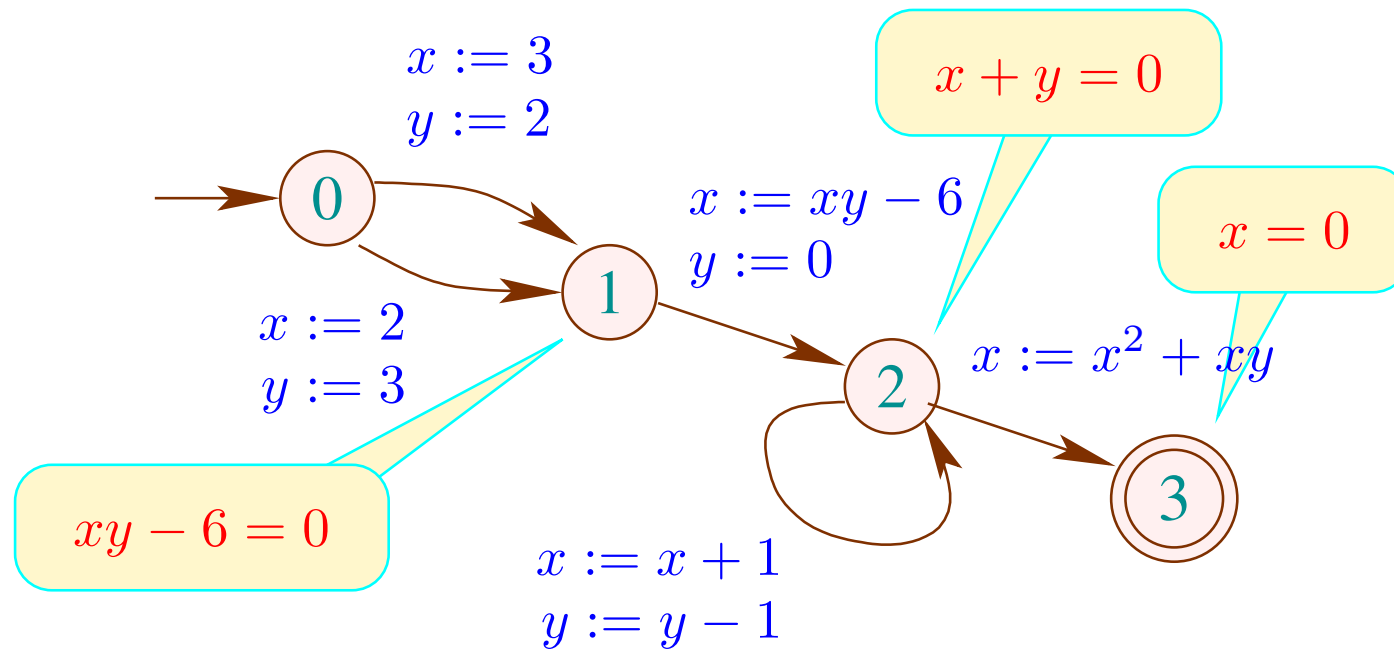 x := 3
y := 2
x + y = 0
0
x := xy − 6
y := 0
x = 0
1
x := 2
y := 3
x := x² + xy
2
xy − 6 = 0
3
x := x + 1
y := y − 1